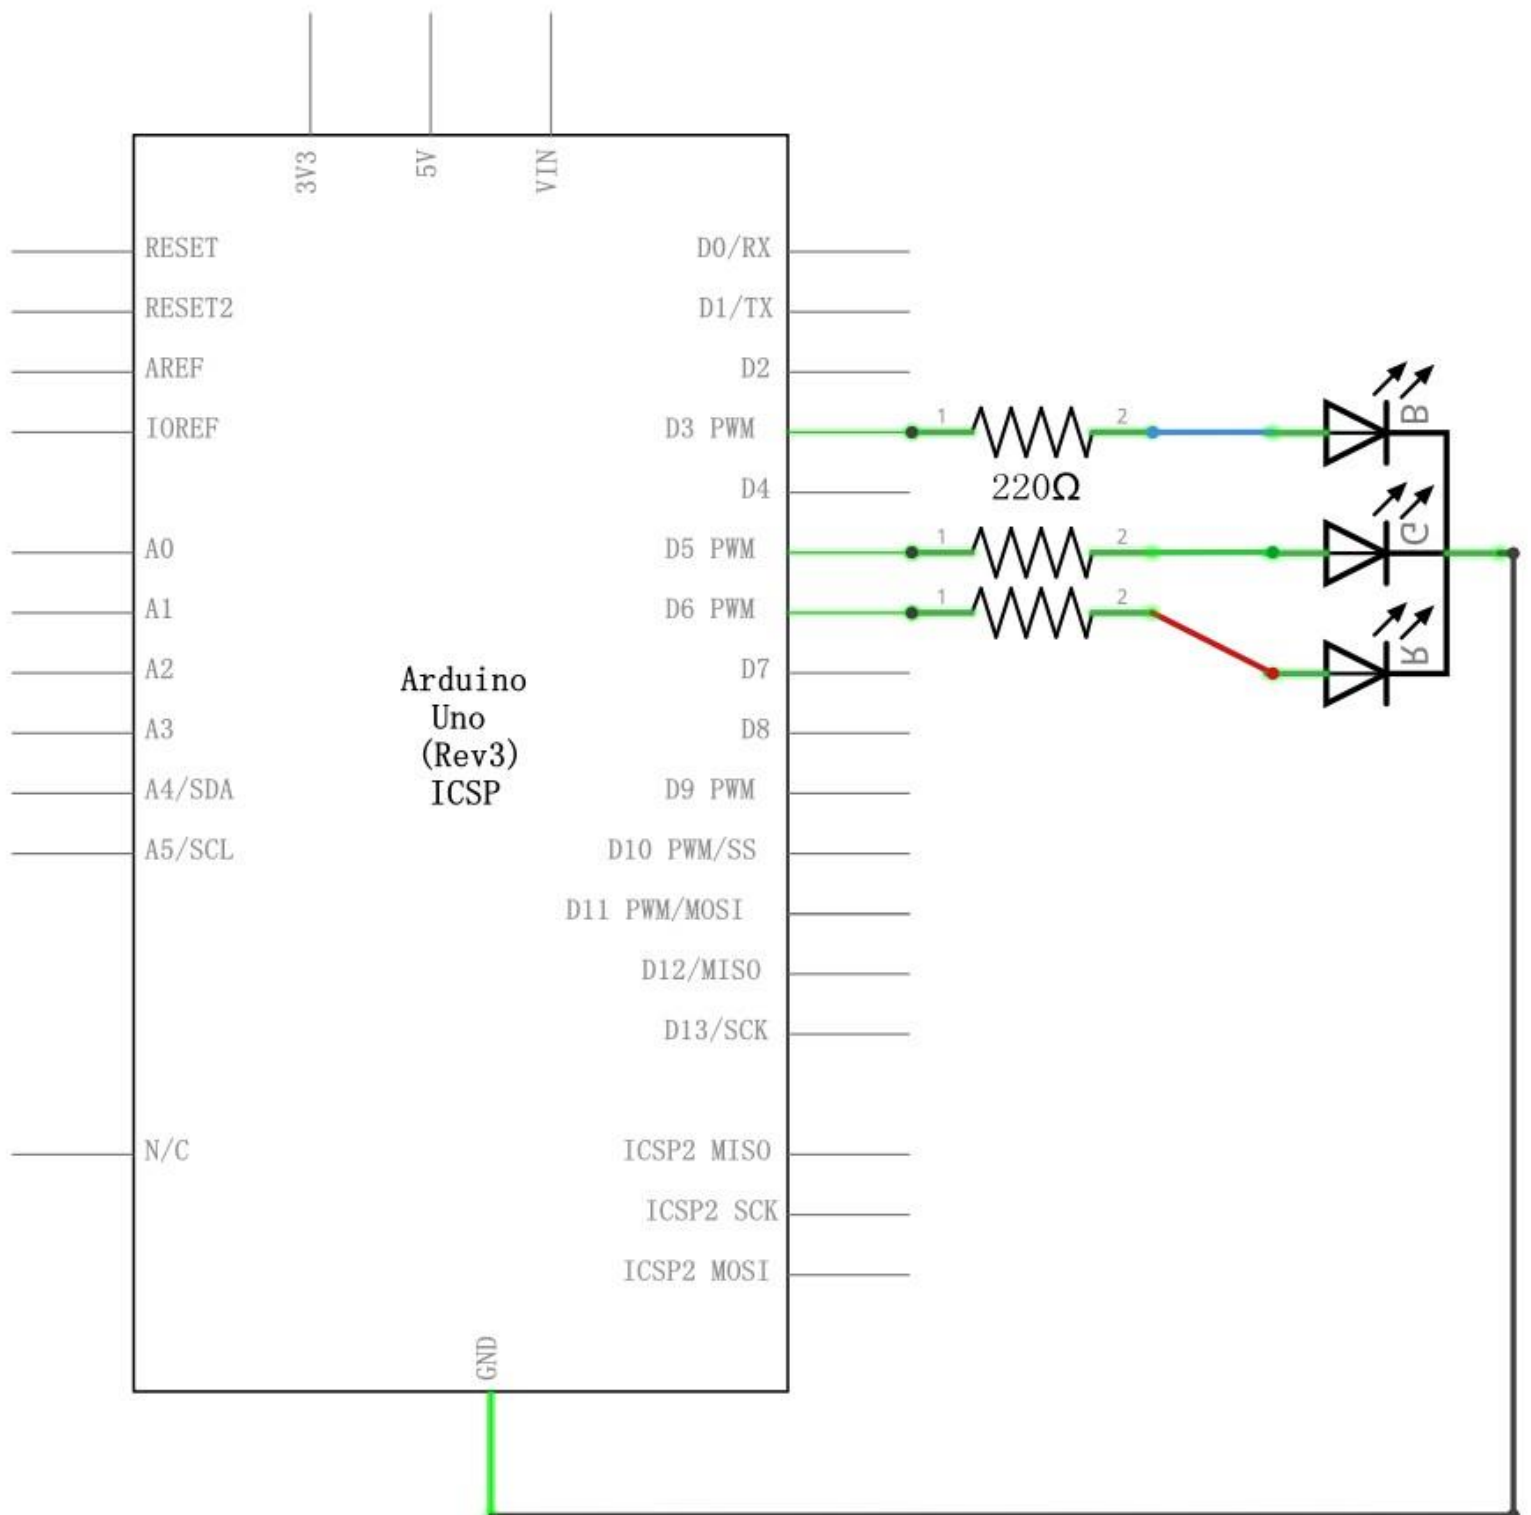 3V3
5V
VIN
RESET
D0/RX
RESET2
D1/TX
AREF
D2
IOREF
D3 PWM
1
2
B
220Ω
D4
A0
D5 PWM
1
2
G
A1
D6 PWM
1
2
A2
D7
R
Arduino
Uno
(Rev3)
ICSP
A3
D8
A4/SDA
D9 PWM
A5/SCL
D10 PWM/SS
D11 PWM/MOSI
D12/MISO
D13/SCK
N/C
ICSP2 MISO
ICSP2 SCK
ICSP2 MOSI
GND